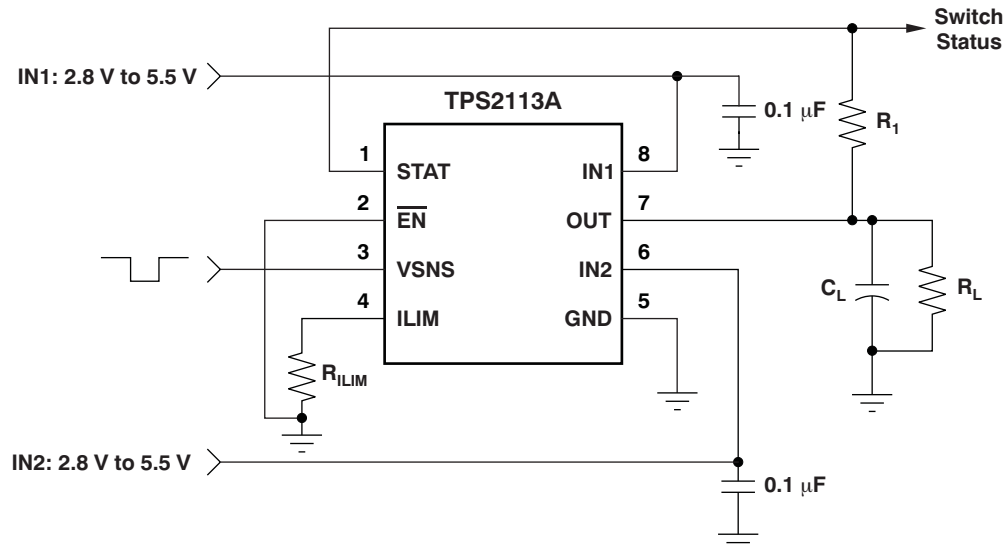 Switch
Status
IN1: 2.8 V to 5.5 V
TPS2113A
0.1 μF
R1
1
STAT
IN1
8
2
EN
OUT
7
3
VSNS
IN2
6
4
ILIM
GND
5
CL
RL
RILIM
IN2: 2.8 V to 5.5 V
0.1 μF